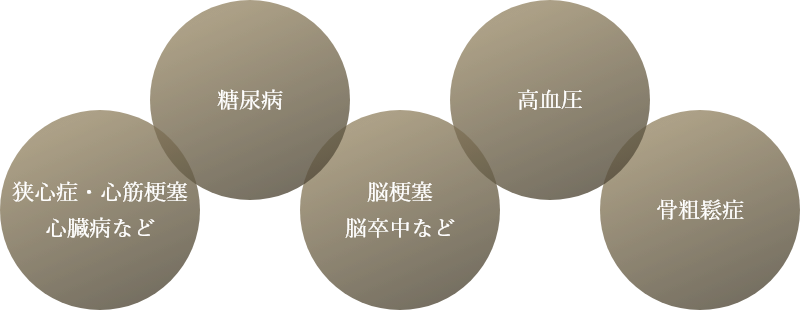 狭心症・心筋梗塞
心臓病など
糖尿病
脳梗塞
脳卒中など
高血圧
骨粗鬆症